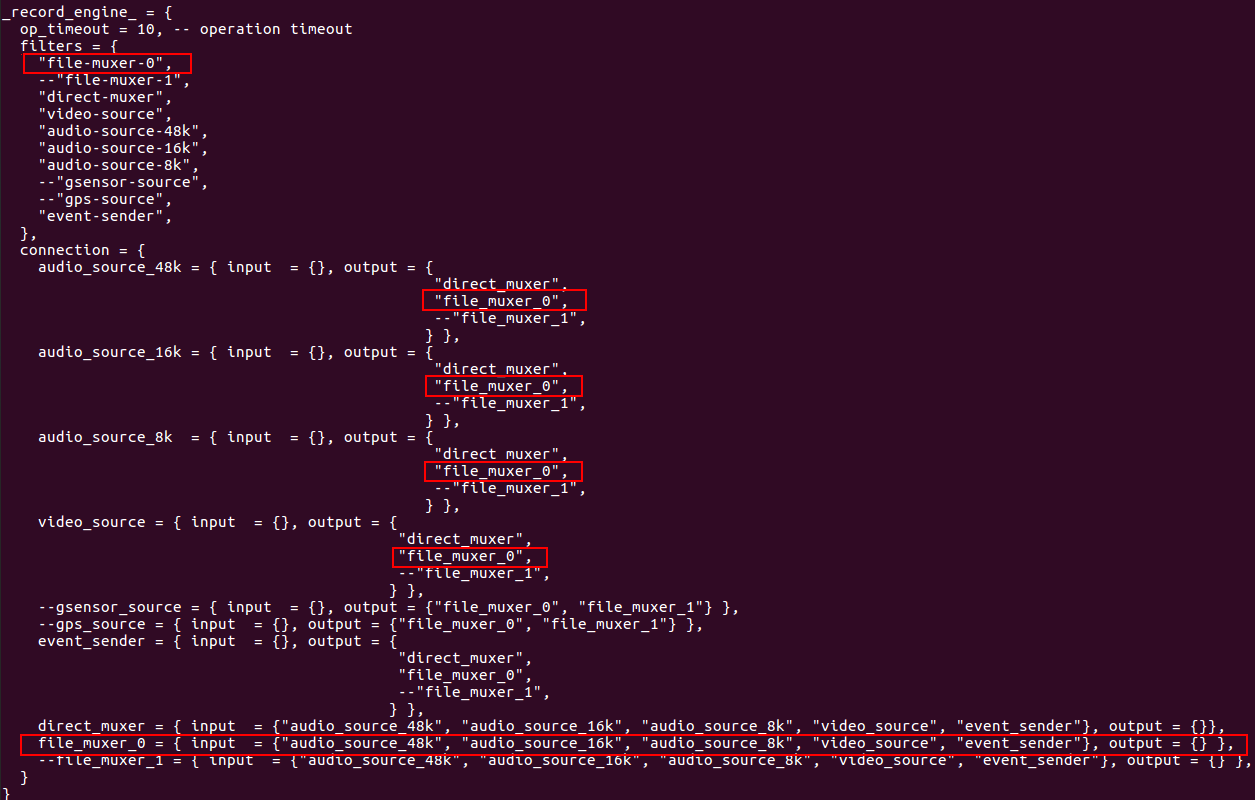 _record_engine_ = {
  op_timeout = 10, -- operation timeout
  filters = {
    "file-muxer-0",
    --"file-muxer-1",
    "direct-muxer",
    "video-source",
    "audio-source-48k",
    "audio-source-16k",
    "audio-source-8k",
    --"gsensor-source",
    --"gps-source",
    "event-sender",
  },
  connection = {
    audio_source_48k = { input  = {}, output = {
                                                "direct_muxer",
                                                "file_muxer_0",
                                                --"file_muxer_1",
                                               } },
    audio_source_16k = { input  = {}, output = {
                                                "direct_muxer",
                                                "file_muxer_0",
                                                --"file_muxer_1",
                                               } },
    audio_source_8k  = { input  = {}, output = {
                                                "direct_muxer",
                                                "file_muxer_0",
                                                --"file_muxer_1",
                                               } },
    video_source = { input  = {}, output = {
                                            "direct_muxer",
                                            "file_muxer_0",
                                            --"file_muxer_1",
                                           } },
    --gsensor_source = { input  = {}, output = {"file_muxer_0", "file_muxer_1"} },
    --gps_source = { input  = {}, output = {"file_muxer_0", "file_muxer_1"} },
    event_sender = { input  = {}, output = {
                                            "direct_muxer",
                                            "file_muxer_0",
                                            --"file_muxer_1",
                                           } },
    direct_muxer = { input  = {"audio_source_48k", "audio_source_16k", "audio_source_8k", "video_source", "event_sender"}, output = {}},
    file_muxer_0 = { input  = {"audio_source_48k", "audio_source_16k", "audio_source_8k", "video_source", "event_sender"}, output = {} },
    --file_muxer_1 = { input  = {"audio_source_48k", "audio_source_16k", "audio_source_8k", "video_source", "event_sender"}, output = {} },
  }
}